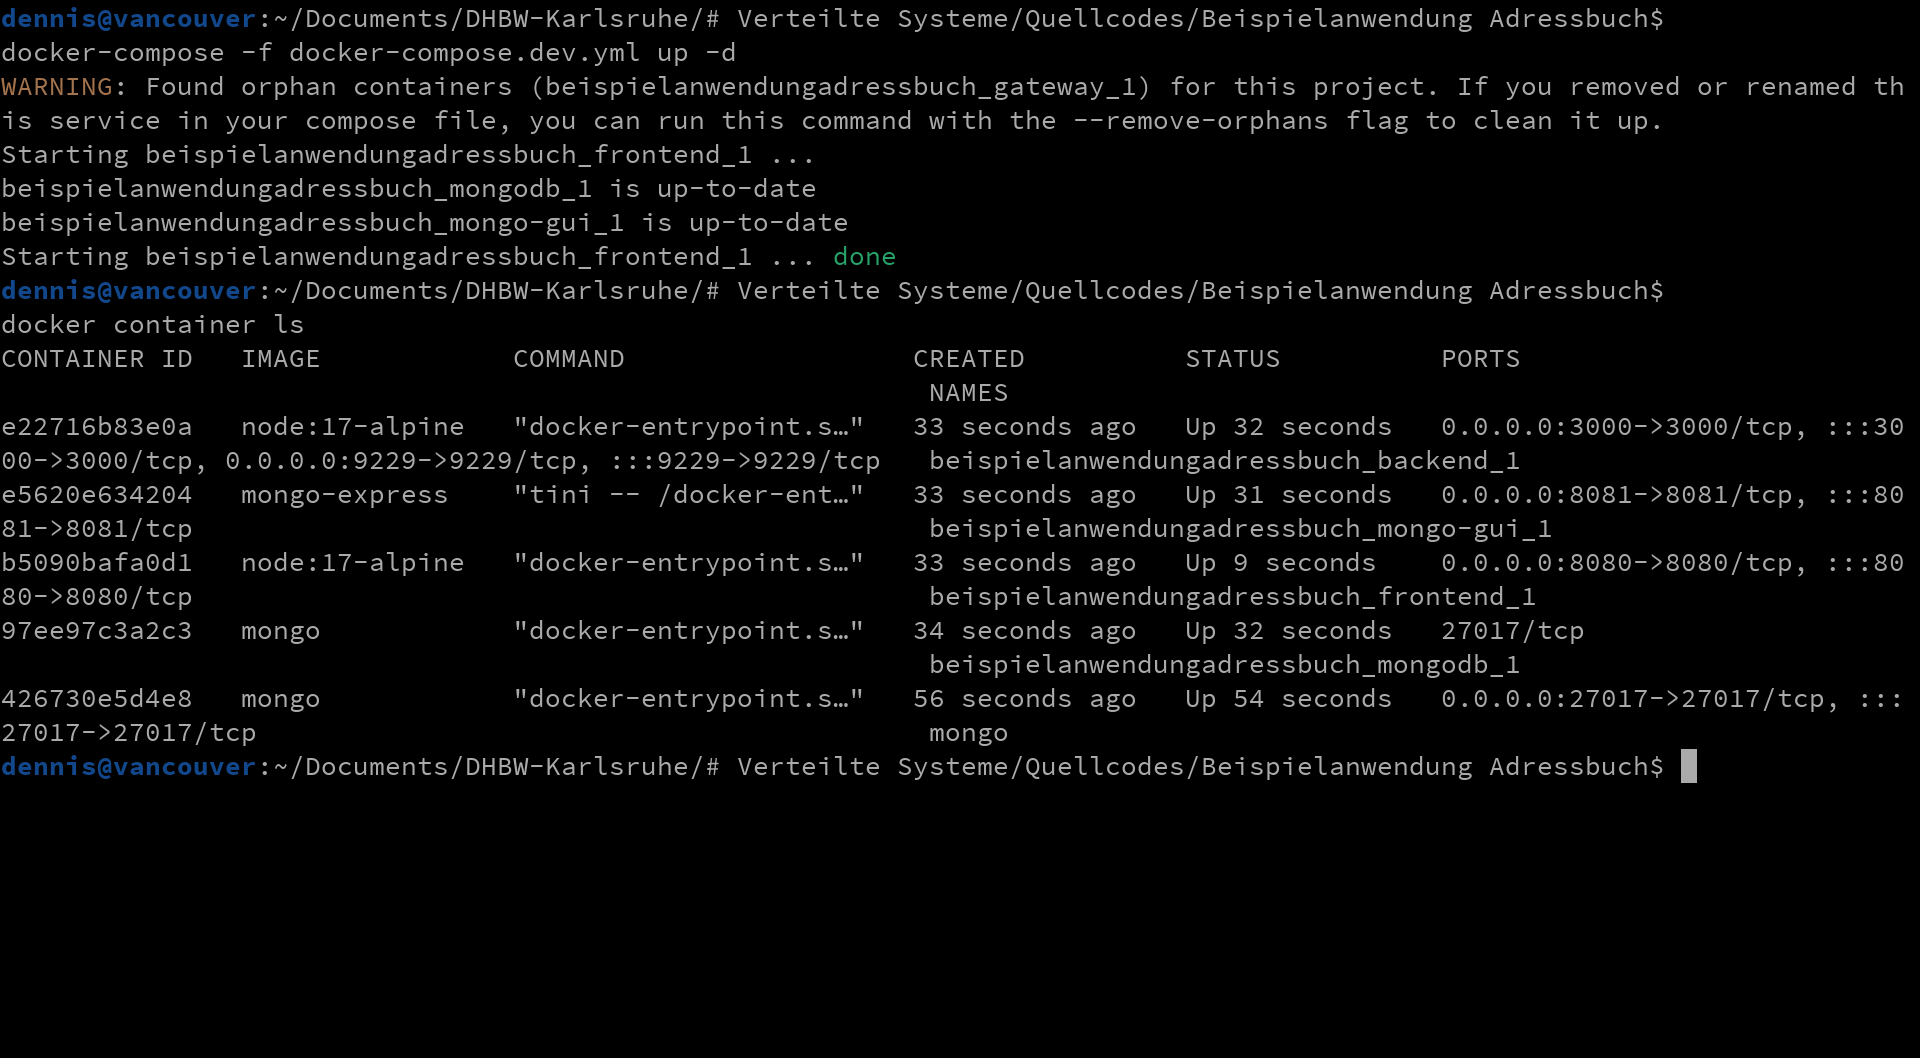 dennis@vancouver:~/Documents/DHBW-Karlsruhe/# Verteilte Systeme/Quellcodes/Beispielanwendung Adressbuch$
docker-compose -f docker-compose.dev.yml up -d
WARNING: Found orphan containers (beispielanwendungadressbuch_gateway_1) for this project. If you removed or renamed th
is service in your compose file, you can run this command with the --remove-orphans flag to clean it up.
Starting beispielanwendungadressbuch_frontend_1 ...
beispielanwendungadressbuch_mongodb_1 is up-to-date
beispielanwendungadressbuch_mongo-gui_1 is up-to-date
Starting beispielanwendungadressbuch_frontend_1 ... done
dennis@vancouver:~/Documents/DHBW-Karlsruhe/# Verteilte Systeme/Quellcodes/Beispielanwendung Adressbuch$
docker container ls
CONTAINER ID   IMAGE            COMMAND                  CREATED          STATUS          PORTS
                                                          NAMES
e22716b83e0a   node:17-alpine   "docker-entrypoint.s…"   33 seconds ago   Up 32 seconds   0.0.0.0:3000->3000/tcp, :::30
00->3000/tcp, 0.0.0.0:9229->9229/tcp, :::9229->9229/tcp   beispielanwendungadressbuch_backend_1
e5620e634204   mongo-express    "tini -- /docker-ent…"   33 seconds ago   Up 31 seconds   0.0.0.0:8081->8081/tcp, :::80
81->8081/tcp                                              beispielanwendungadressbuch_mongo-gui_1
b5090bafa0d1   node:17-alpine   "docker-entrypoint.s…"   33 seconds ago   Up 9 seconds    0.0.0.0:8080->8080/tcp, :::80
80->8080/tcp                                              beispielanwendungadressbuch_frontend_1
97ee97c3a2c3   mongo            "docker-entrypoint.s…"   34 seconds ago   Up 32 seconds   27017/tcp
                                                          beispielanwendungadressbuch_mongodb_1
426730e5d4e8   mongo            "docker-entrypoint.s…"   56 seconds ago   Up 54 seconds   0.0.0.0:27017->27017/tcp, :::
27017->27017/tcp                                          mongo
dennis@vancouver:~/Documents/DHBW-Karlsruhe/# Verteilte Systeme/Quellcodes/Beispielanwendung Adressbuch$